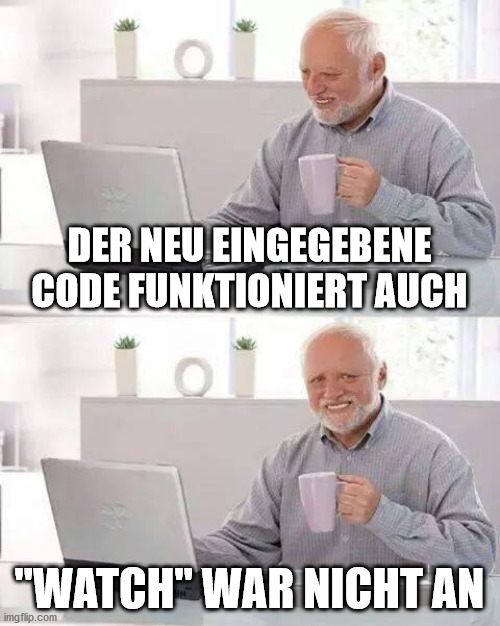 DER NEU EINGEGEBENE
CODE FUNKTIONIERT AUCH
"WATCH" WAR NICHT AN
imgflip.com